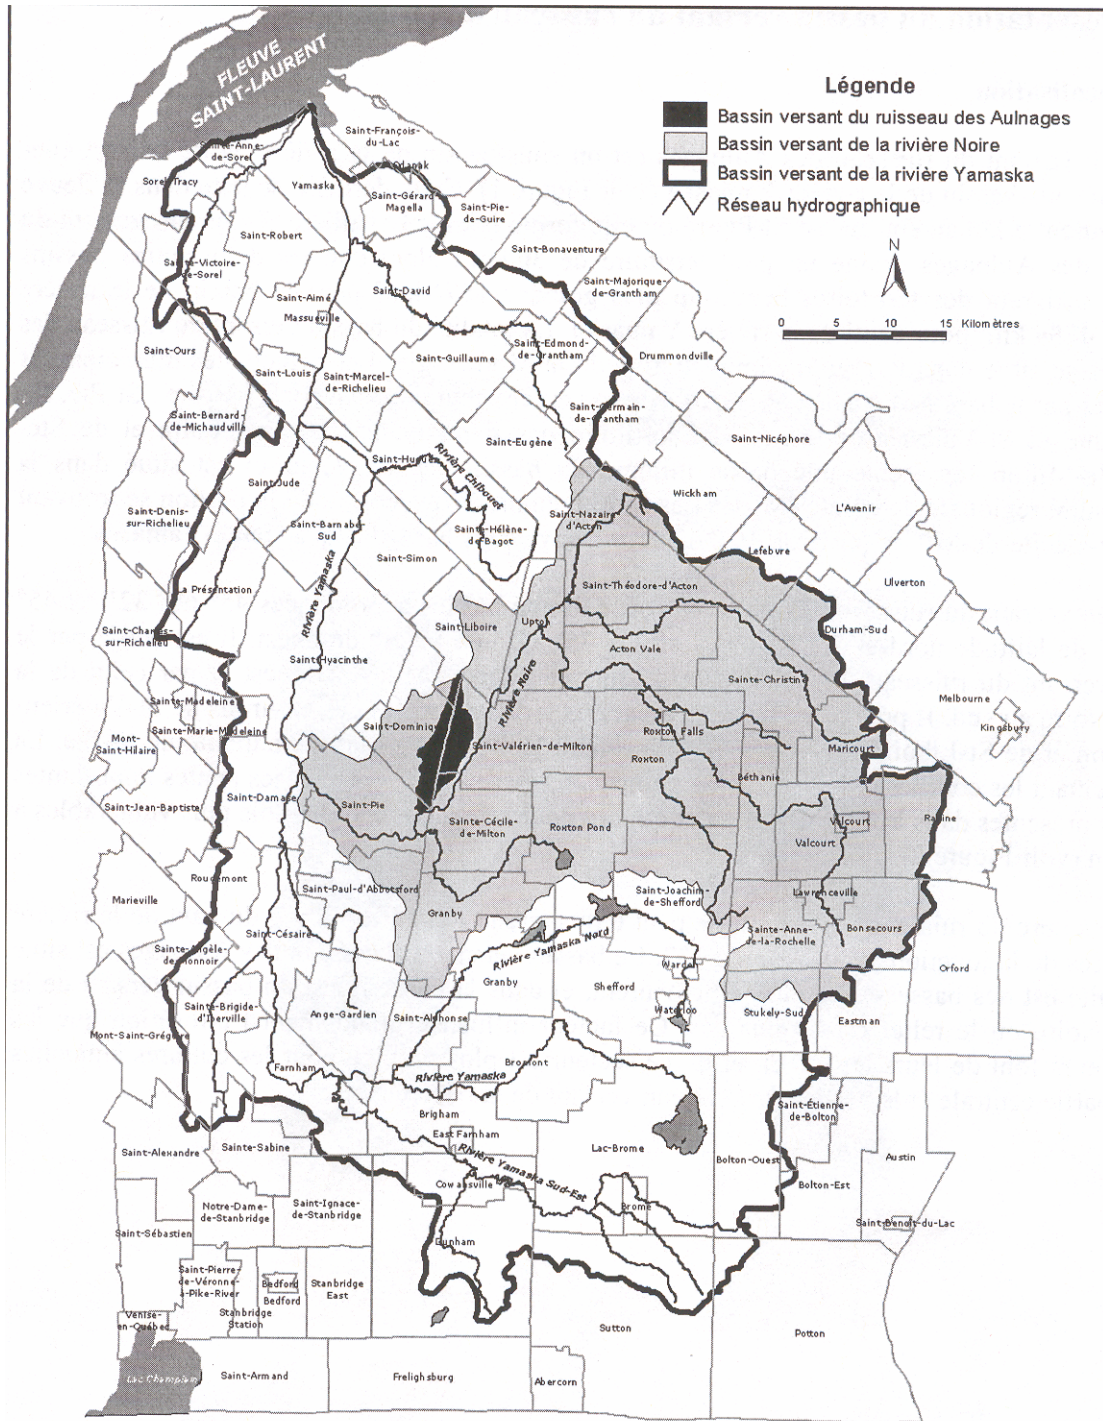 FLEUVE
SAINT-LAURENT
Légende
Bassin versant du ruisseau des Aulnages
Bassin versant de la rivière Noire
Bassin versant de la rivière Yamaska
Réseau hydrographique
N
0 5 10 15 Kilomètres
Saint-François-
du-Lac
Sainte-Anne-
de-Sorel
Odanak
Sorel-Tracy
Yamaska
Saint-Gérard-
Magella
Saint-Pie-
de-Guire
Saint-Robert
Saint-Bonaventure
Sainte-Victoire-
de-Sorel
Saint-David
Saint-Majorique-
de-Grantham
Saint-Aimé
Massueville
Saint-Ours
Saint-Guillaume
Saint-Edmond-
de-Grantham
Drummondville
Saint-Louis
Saint-Marcel-
de-Richelieu
Saint-Bernard-
de-Michaudville
Saint-Germain-
de-Grantham
Saint-Eugène
Saint-Nicéphore
Saint-Hugues
Rivière Chibouet
Saint-Jude
Wickham
L'Avenir
Saint-Denis-
sur-Richelieu
Saint-Barnabé-
Sud
Sainte-Hélène-
de-Bagot
Saint-Nazaire
d'Acton
Lefebvre
Saint-Simon
Ulverton
La Présentation
Rivière Yamaska
Saint-Théodore-d'Acton
Saint-Charles-
sur-Richelieu
Saint-Liboire
Upton
Durham-Sud
Acton Vale
Saint-Hyacinthe
Rivière Noire
Sainte-Christine
Melbourne
Kingsbury
Sainte-Madeleine
Sainte-Marie-Madeleine
Saint-Dominique
Saint-Valérien-de-Milton
Roxton Falls
Maricourt
Mont-
Saint-Hilaire
Roxton
Béthanie
Saint-Jean-Baptiste
Saint-Damase
Saint-Pie
Sainte-Cécile-
de-Milton
Roxton Pond
Valcourt
Racine
Valcourt
Rougemont
Saint-Paul-d'Abbotsford
Saint-Joachim-
de-Shefford
Lawrenceville
Marieville
Granby
Saint-Césaire
Sainte-Anne-
de-la-Rochelle
Bonsecours
Sainte-Angèle-
de-Monnoir
Rivière Yamaska Nord
Warden
Orford
Granby
Shefford
Sainte-Brigide-
d'Iberville
Ange-Gardien
Saint-Alphonse
Waterloo
Stukely-Sud
Eastman
Mont-Saint-Grégoire
Farnham
Rivière Yamaska
Bromont
Brigham
Saint-Étienne-
de-Bolton
East Farnham
Saint-Alexandre
Sainte-Sabine
Lac-Brome
Bolton-Ouest
Austin
Rivière Yamaska Sud-Est
Cowansville
Bolton-Est
Notre-Dame-
de-Stanbridge
Saint-Ignace-
de-Stanbridge
Brome
Saint-Benoît-du-Lac
Saint-Sébastien
Dunham
Saint-Pierre-
de-Véronne-
à-Pike-River
Bedford
Bedford
Stanbridge
East
Stanbridge
Station
Venise-
en-Québec
Sutton
Potton
Lac Champlain
Saint-Armand
Frelighsburg
Abercorn